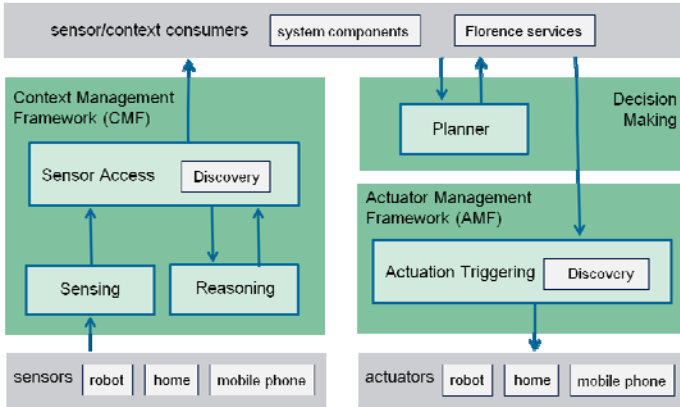 sensor/context consumers system components Florence services
Context Management
Framework (CMF)
Sensor Access Discovery
Sensing Reasoning
sensors robot home mobile phone
Decision
Making
Planner
Actuator Management
Framework (AMF)
Actuation Triggering Discovery
actuators robot home mobile phone